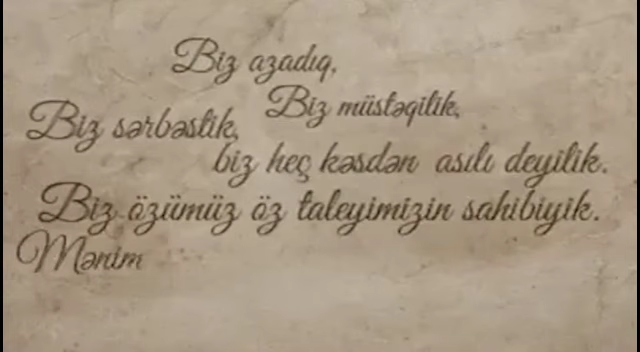 Biz azadıq,
Biz müstəqilik,
Biz sərbəstik,
biz heç kəsdən asılı deyilik.
Biz özümüz öz taleyimizin sahibiyik.
Mənim